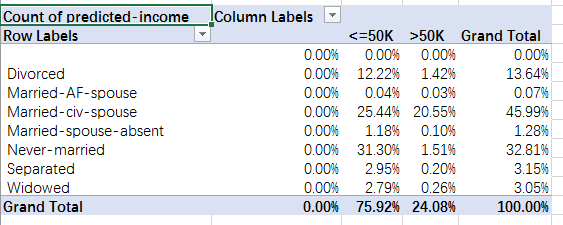 Count of predicted-income Column Labels
Row Labels <=50K >50K Grand Total
0.00% 0.00% 0.00% 0.00%
Divorced 0.00% 12.22% 1.42% 13.64%
Married-AF-spouse 0.00% 0.04% 0.03% 0.07%
Married-civ-spouse 0.00% 25.44% 20.55% 45.99%
Married-spouse-absent 0.00% 1.18% 0.10% 1.28%
Never-married 0.00% 31.30% 1.51% 32.81%
Separated 0.00% 2.95% 0.20% 3.15%
Widowed 0.00% 2.79% 0.26% 3.05%
Grand Total 0.00% 75.92% 24.08% 100.00%